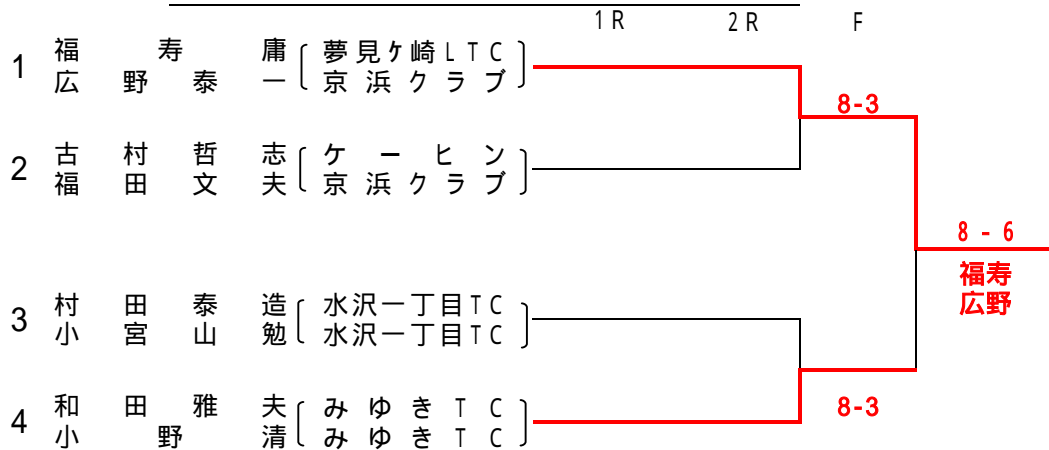 1R 2R F
1 福寿庸 夢見ケ崎LTC
広野泰一 京浜クラブ
8-3
2 古村哲志 ケーヒン
福田文夫 京浜クラブ
8-6
福寿
広野
3 村田泰造 水沢一丁目TC
小宮山勉 水沢一丁目TC
8-3
4 和田雅夫 みゆきTC
小野清 みゆきTC